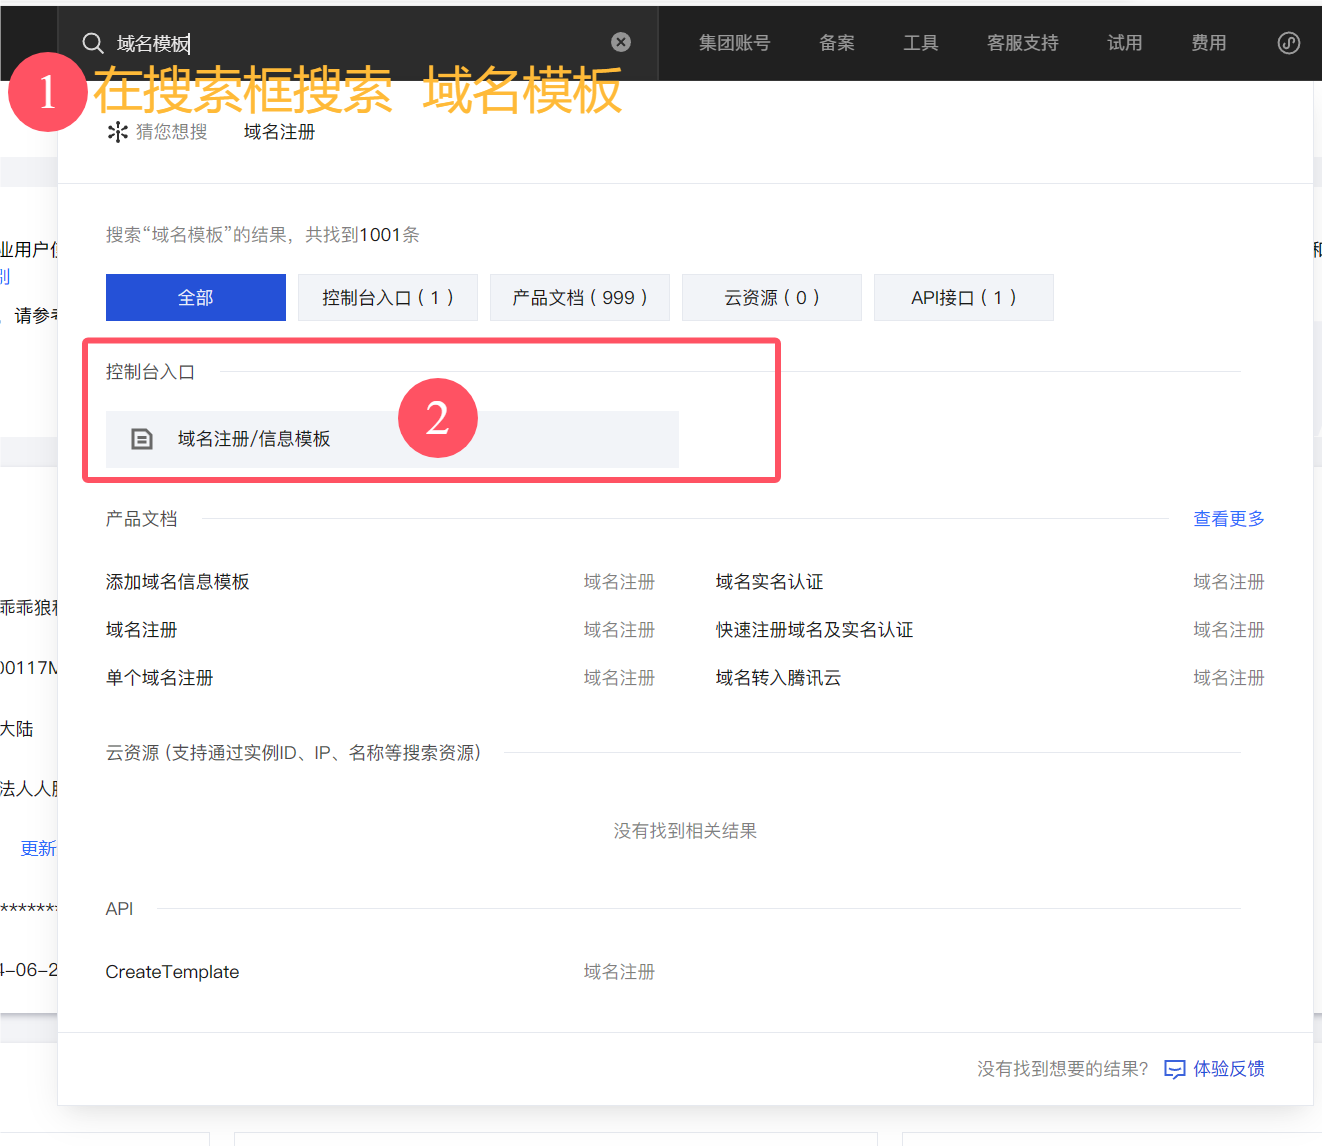 域名模板
集团账号 备案 工具 客服支持 试用 费用
1 在搜索框搜索 域名模板
猜您想搜 域名注册
搜索“域名模板”的结果，共找到1001条
业用户
和
别
全部 控制台入口（1） 产品文档（999） 云资源（0） API接口（1）
，请参考
控制台入口
2
域名注册/信息模板
产品文档 查看更多
添加域名信息模板 域名注册 域名实名认证 域名注册
乖乖狼
域名注册 域名注册 快速注册域名及实名认证 域名注册
00117M
单个域名注册 域名注册 域名转入腾讯云 域名注册
大陆
云资源 (支持通过实例ID、IP、名称等搜索资源)
法人人脸
没有找到相关结果
更新
*******
API
4-06-2
CreateTemplate 域名注册
没有找到想要的结果? 体验反馈